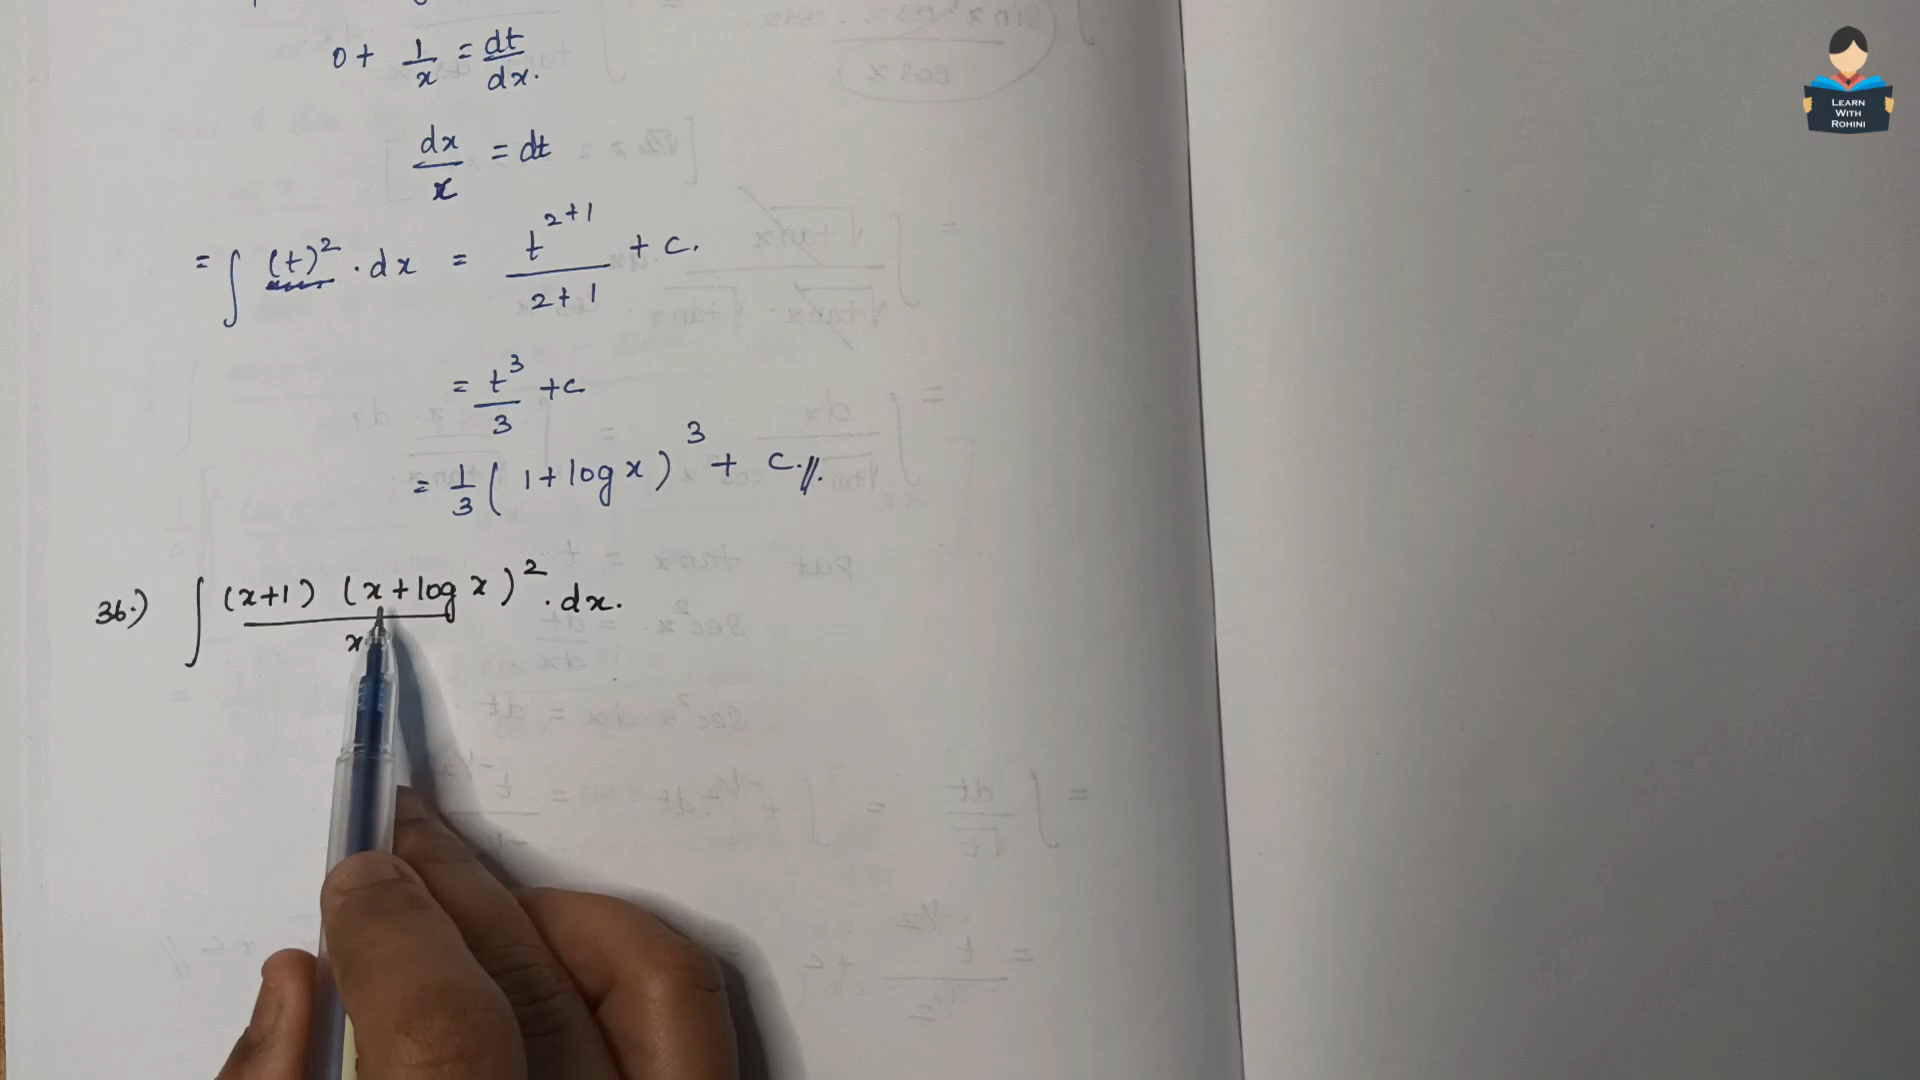 0 + 1/x = dt/dx.
dx/x = dt
= ∫ (t)² . dx = t^(2+1)/(2+1) + c.
= t³/3 + c
= 1/3 (1 + log x)³ + c.//.
36.) ∫ (x+1) (x+log x)²/x . dx.
LEARN
WITH
ROHINI